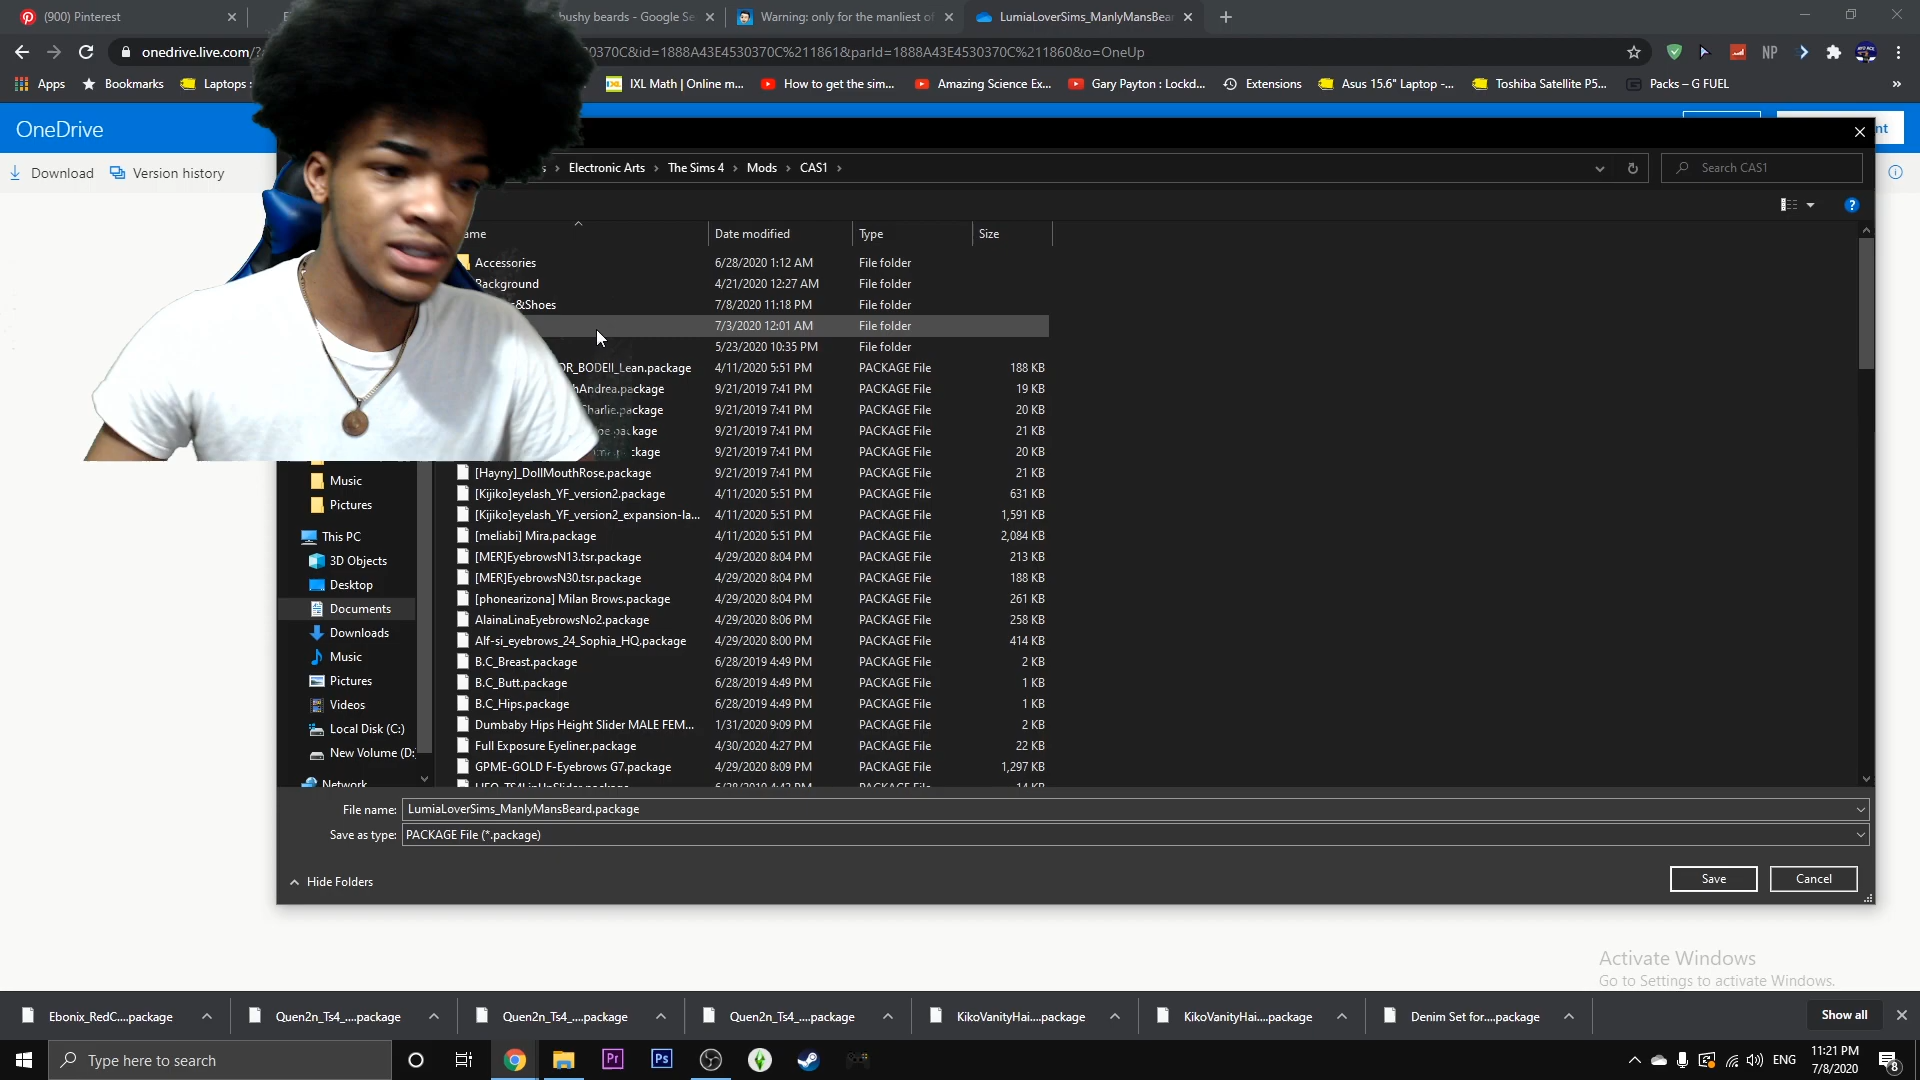 (900) Pinterest
bushy beards - Google Se
Warning: only for the manliest of
LumiaLoverSims_ManlyMansBear
onedrive.live.com/?
0370C&id=1888A43E4530370C%211861&parId=1888A43E4530370C%211860&o=OneUp
Apps
Bookmarks
Laptops
IXL Math | Online m...
How to get the sim...
Amazing Science Ex...
Gary Payton : Lockd...
Extensions
Asus 15.6" Laptop -...
Toshiba Satellite P5...
Packs – G FUEL
OneDrive
nt
Download
Version history
Electronic Arts
The Sims 4
Mods
CAS1
Search CAS1
ame
Date modified
Type
Size
Accessories 6/28/2020 1:12 AM File folder
Background 4/21/2020 12:27 AM File folder
&Shoes 7/8/2020 11:18 PM File folder
7/3/2020 12:01 AM File folder
5/23/2020 10:35 PM File folder
OR_BODEII_Lean.package 4/11/2020 5:51 PM PACKAGE File 188 KB
hAndrea.package 9/21/2019 7:41 PM PACKAGE File 19 KB
Charlie.package 9/21/2019 7:41 PM PACKAGE File 20 KB
9/21/2019 7:41 PM PACKAGE File 21 KB
9/21/2019 7:41 PM PACKAGE File 20 KB
[Hayny]_DollMouthRose.package 9/21/2019 7:41 PM PACKAGE File 21 KB
[Kijiko]eyelash_YF_version2.package 4/11/2020 5:51 PM PACKAGE File 631 KB
[Kijiko]eyelash_YF_version2_expansion-la... 4/11/2020 5:51 PM PACKAGE File 1,591 KB
[meliabi] Mira.package 4/11/2020 5:51 PM PACKAGE File 2,084 KB
[MER]EyebrowsN13.tsr.package 4/29/2020 8:04 PM PACKAGE File 213 KB
[MER]EyebrowsN30.tsr.package 4/29/2020 8:04 PM PACKAGE File 188 KB
[phonearizona] Milan Brows.package 4/29/2020 8:04 PM PACKAGE File 261 KB
AlainaLinaEyebrowsNo2.package 4/29/2020 8:06 PM PACKAGE File 258 KB
Alf-si_eyebrows_24_Sophia_HQ.package 4/29/2020 8:00 PM PACKAGE File 414 KB
B.C_Breast.package 6/28/2019 4:49 PM PACKAGE File 2 KB
B.C_Butt.package 6/28/2019 4:49 PM PACKAGE File 1 KB
B.C_Hips.package 6/28/2019 4:49 PM PACKAGE File 1 KB
Dumbaby Hips Height Slider MALE FEM... 1/31/2020 9:09 PM PACKAGE File 2 KB
Full Exposure Eyeliner.package 4/30/2020 4:27 PM PACKAGE File 22 KB
GPME-GOLD F-Eyebrows G7.package 4/29/2020 8:09 PM PACKAGE File 1,297 KB
Music
Pictures
This PC
3D Objects
Desktop
Documents
Downloads
Music
Pictures
Videos
Local Disk (C:)
New Volume (D:
Network
File name: LumiaLoverSims_ManlyMansBeard.package
Save as type: PACKAGE File (*.package)
Hide Folders
Save
Cancel
Activate Windows
Go to Settings to activate Windows.
Ebonix_RedC....package
Quen2n_Ts4_....package
Quen2n_Ts4_....package
Quen2n_Ts4_....package
KikoVanityHai....package
KikoVanityHai....package
Denim Set for....package
Show all
Type here to search
Pr
Ps
ENG
11:21 PM
7/8/2020
8